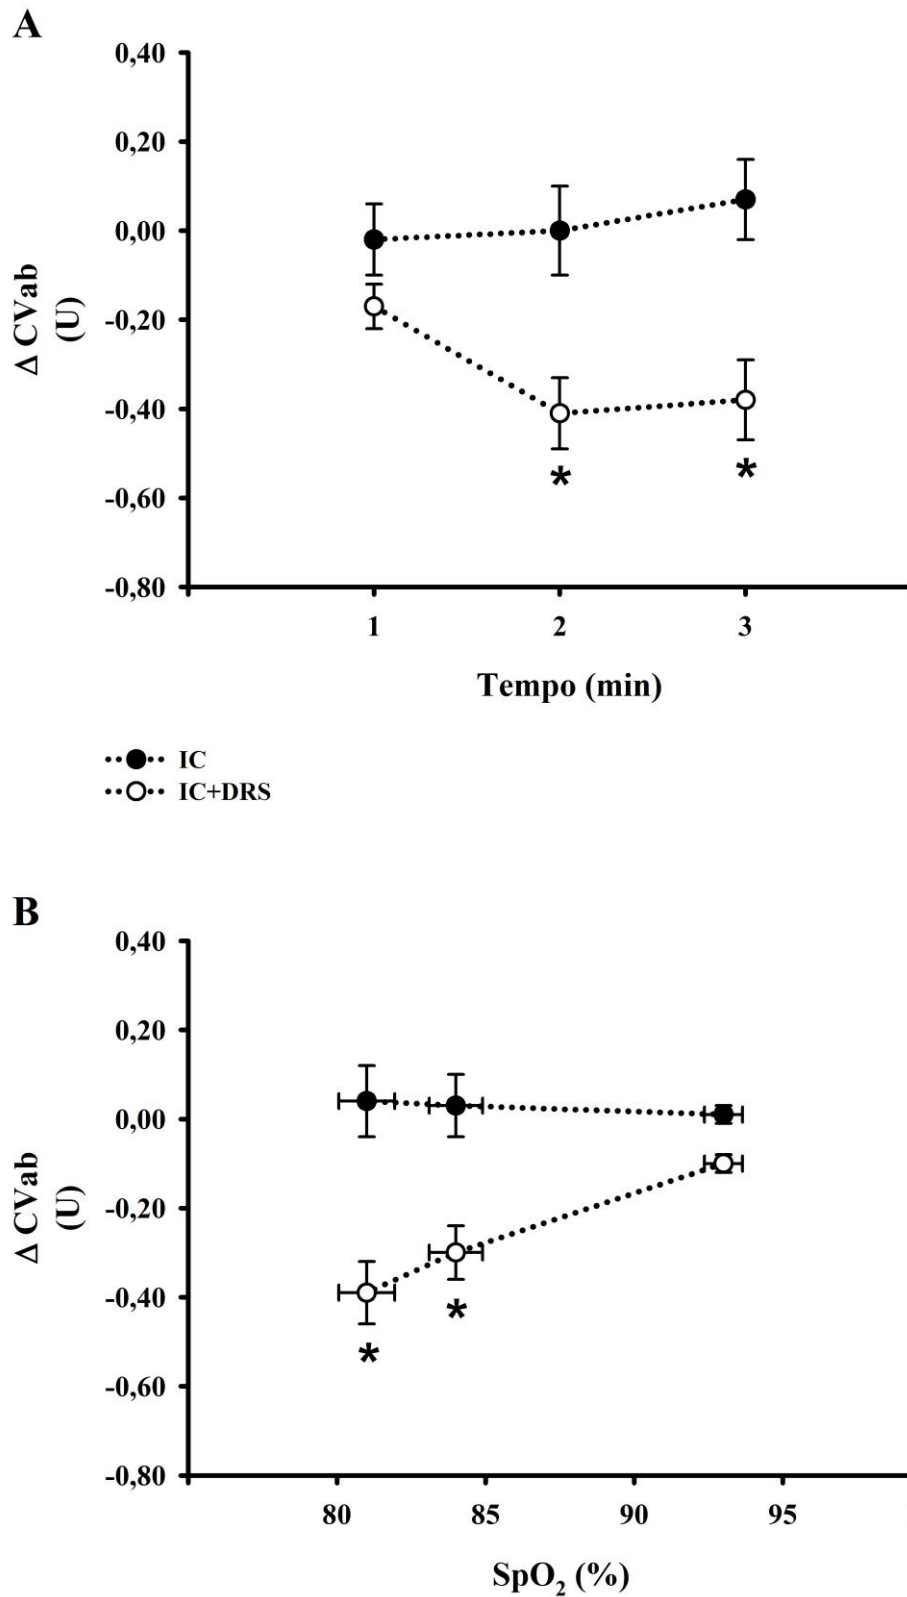 A
0,40
0,20
0,00
-0,20
-0,40
-0,60
-0,80
Δ CVab
(U)
*
*
1 2 3
Tempo (min)
IC
IC+DRS
B
0,40
0,20
0,00
-0,20
-0,40
-0,60
-0,80
Δ CVab
(U)
*
*
80 85 90 95
SpO₂ (%)